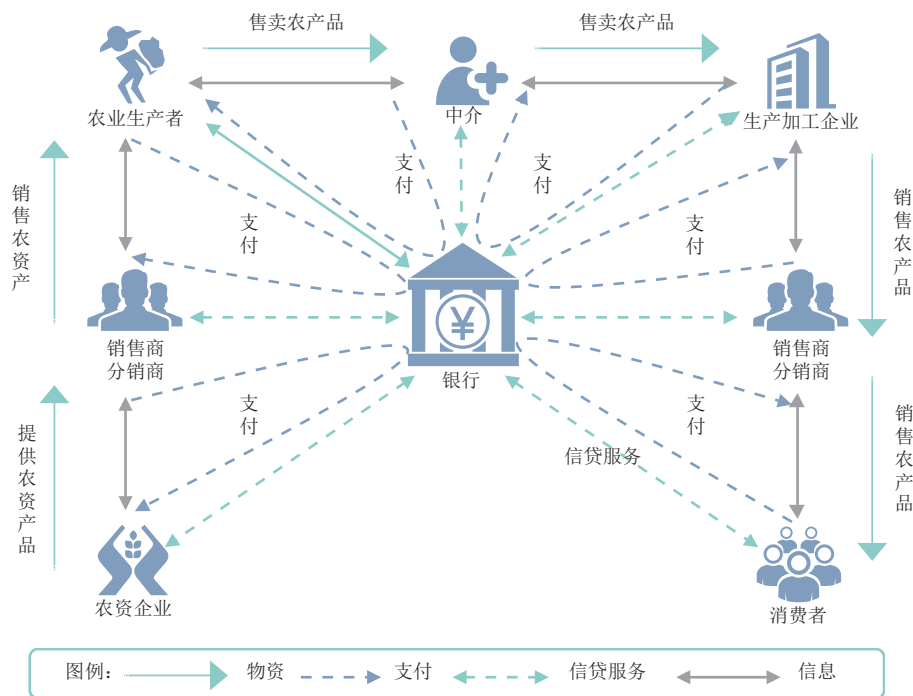 售卖农产品
售卖农产品
农业生产者
中介
生产加工企业
支付
支付
销售农资产
支付
支付
销售农产品
¥
销售商
分销商
银行
销售商
分销商
提供农资产品
支付
支付
销售农产品
信贷服务
农资企业
消费者
图例：
物资
支付
信贷服务
信息